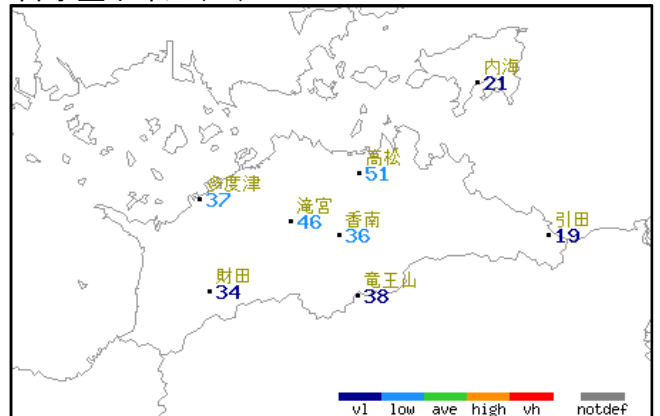 内海
21
高松
51
多度津
37
滝宮
46
香南
36
引田
19
財田
34
竜王山
38
vl low ave high vh notdef